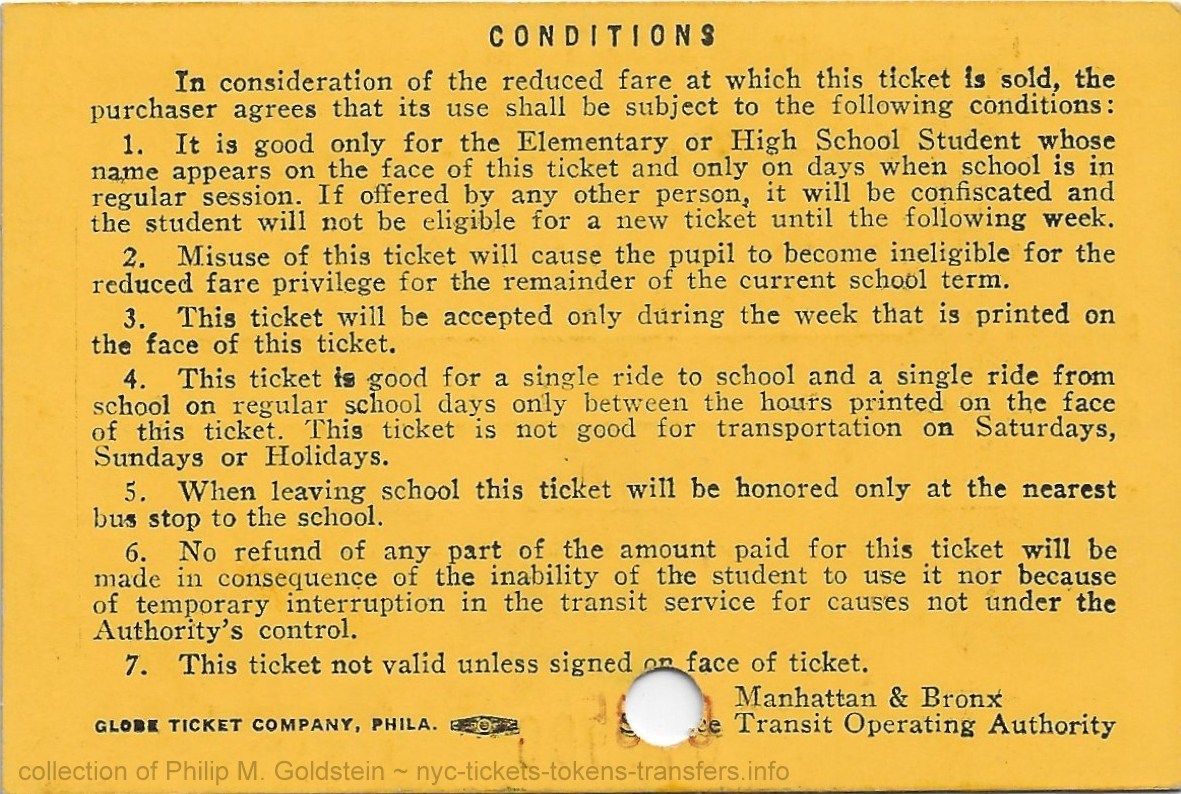 CONDITIONS
In consideration of the reduced fare at which this ticket is sold, the
purchaser agrees that its use shall be subject to the following conditions:
1. It is good only for the Elementary or High School Student whose
name appears on the face of this ticket and only on days when school is in
regular session. If offered by any other person, it will be confiscated and
the student will not be eligible for a new ticket until the following week.
2. Misuse of this ticket will cause the pupil to become ineligible for the
reduced fare privilege for the remainder of the current school term.
3. This ticket will be accepted only during the week that is printed on
the face of this ticket.
4. This ticket is good for a single ride to school and a single ride from
school on regular school days only between the hours printed on the face
of this ticket. This ticket is not good for transportation on Saturdays,
Sundays or Holidays.
5. When leaving school this ticket will be honored only at the nearest
bus stop to the school.
6. No refund of any part of the amount paid for this ticket will be
made in consequence of the inability of the student to use it nor because
of temporary interruption in the transit service for causes not under the
Authority's control.
7. This ticket not valid unless signed on face of ticket.
Manhattan & Bronx
Transit Operating Authority
GLOBE TICKET COMPANY, PHILA.
collection of Philip M. Goldstein ~ nyc-tickets-tokens-transfers.info